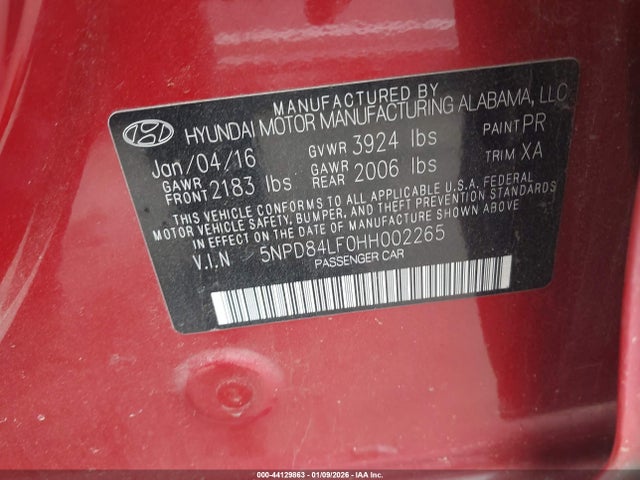 MANUFACTURED BY
HYUNDAI MOTOR MANUFACTURING ALABAMA, LLC
Jan/04/16 GVWR 3924 lbs PAINT PR
GAWR FRONT 2183 lbs GAWR REAR 2006 lbs TRIM XA
THIS VEHICLE CONFORMS TO ALL APPLICABLE U.S.A. FEDERAL
MOTOR VEHICLE SAFETY, BUMPER, AND THEFT PREVENTION STANDARDS
IN EFFECT ON THE DATE OF MANUFACTURE SHOWN ABOVE.
V.I.N 5NPD84LF0HH002265
PASSENGER CAR
000-44129863 - 01/09/2026 - IAA Inc.